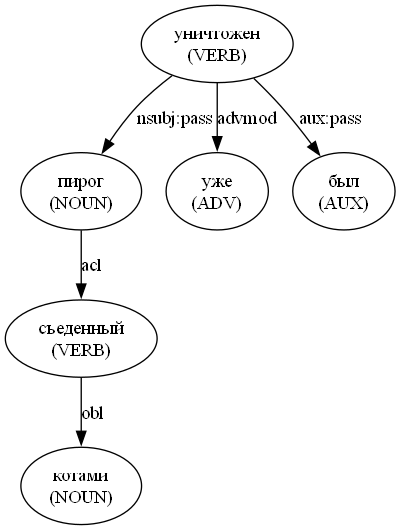 уничтожен
(VERB)
nsubj:pass advmod aux:pass
пирог
(NOUN)
уже
(ADV)
был
(AUX)
acl
съеденный
(VERB)
obl
котами
(NOUN)